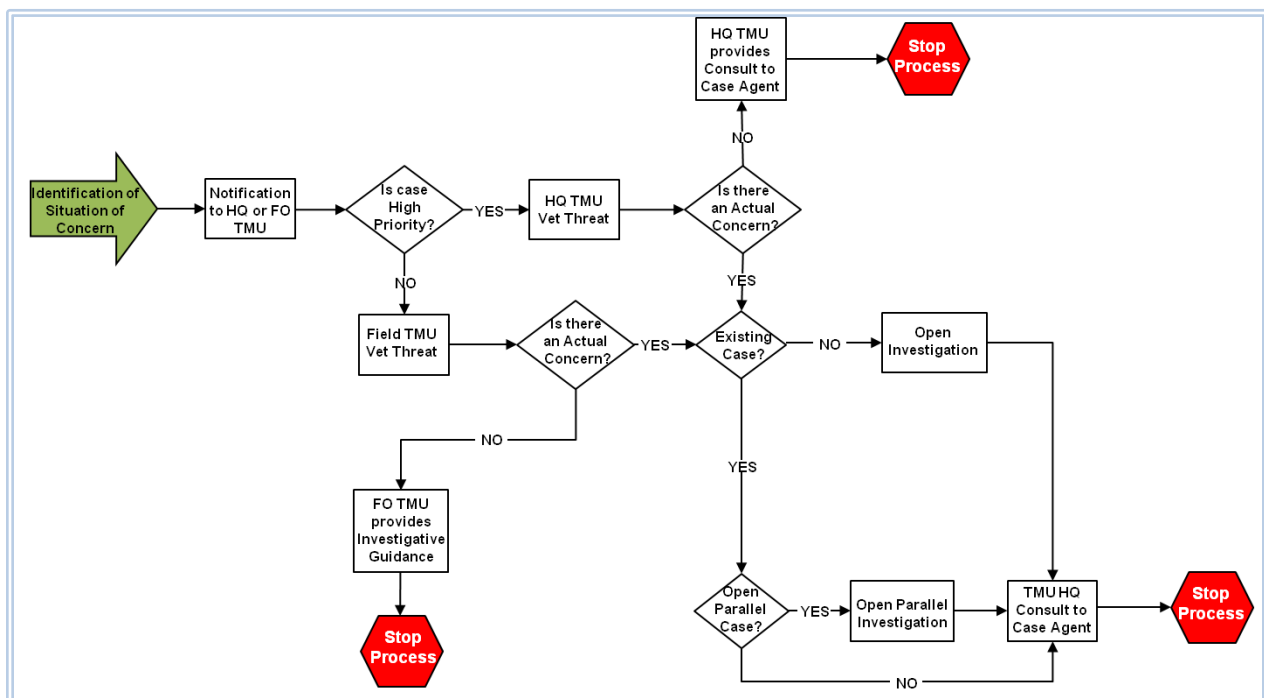 HQ TMU
provides
Consult to
Case Agent
Stop
Process
NO
Identification of
Situation of
Concern
Notification
to HQ or FO
TMU
Is case
High
Priority?
YES
HQ TMU
Vet Threat
Is there
an Actual
Concern?
NO
YES
Field TMU
Vet Threat
Is there
an Actual
Concern?
YES
Existing
Case?
NO
Open
Investigation
NO
YES
FO TMU
provides
Investigative
Guidance
Stop
Process
Open
Parallel
Case?
YES
Open Parallel
Investigation
TMU HQ
Consult to
Case Agent
Stop
Process
NO